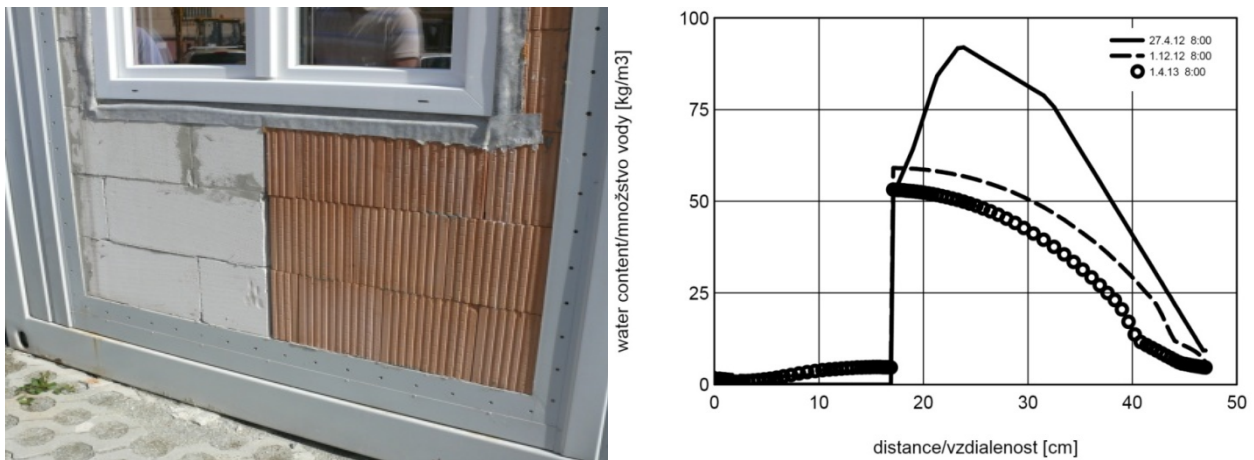 water content/množstvo vody [kg/m3]
100
75
50
25
0
27.4.12 8:00
1.12.12 8:00
1.4.13 8:00
0 10 20 30 40 50
distance/vzdialenost [cm]